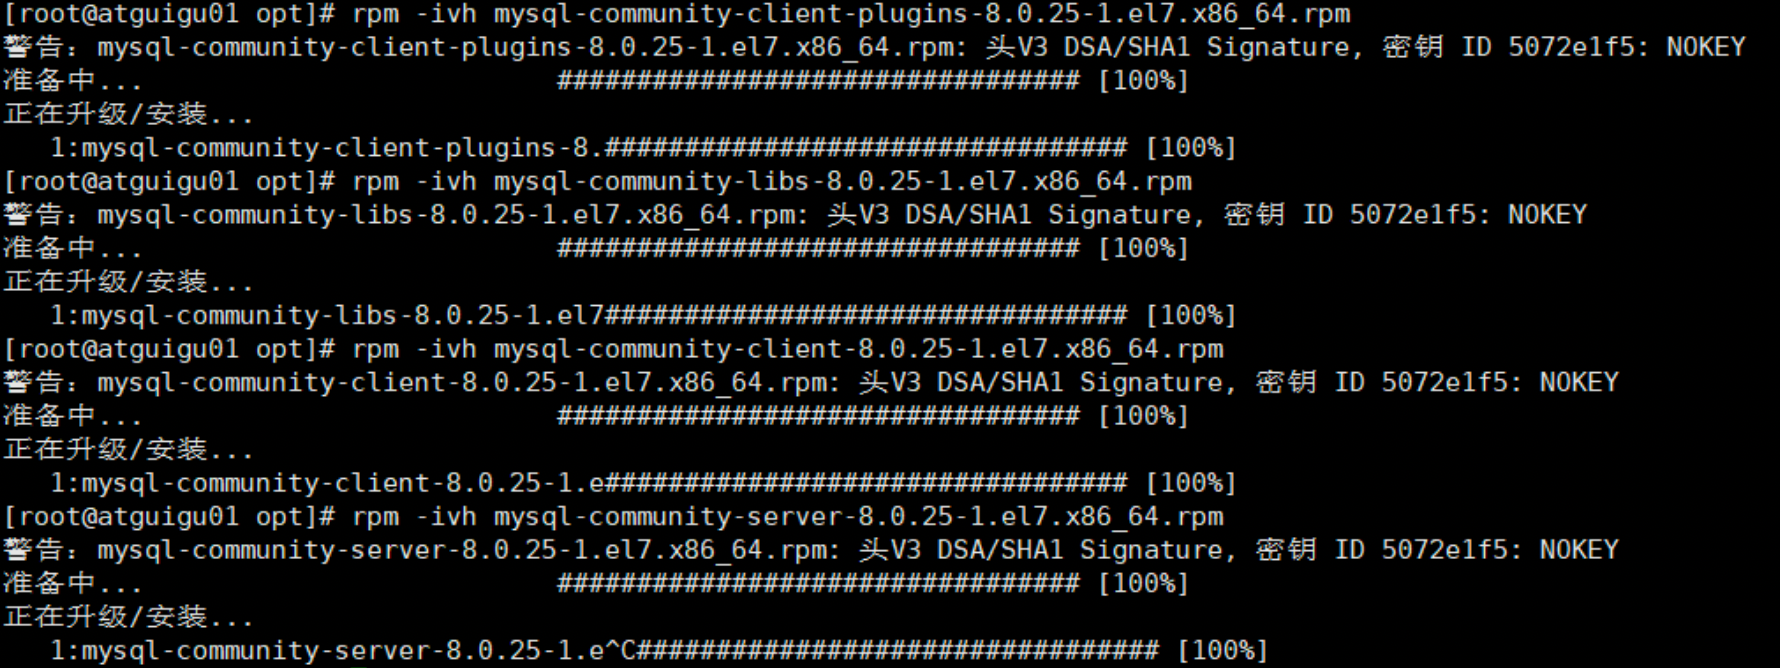 [root@atguigu01 opt]# rpm -ivh mysql-community-client-plugins-8.0.25-1.el7.x86_64.rpm
警告：mysql-community-client-plugins-8.0.25-1.el7.x86_64.rpm: 头V3 DSA/SHA1 Signature, 密钥 ID 5072e1f5: NOKEY
准备中...                          ################################# [100%]
正在升级/安装...
   1:mysql-community-client-plugins-8.################################# [100%]
[root@atguigu01 opt]# rpm -ivh mysql-community-libs-8.0.25-1.el7.x86_64.rpm
警告：mysql-community-libs-8.0.25-1.el7.x86_64.rpm: 头V3 DSA/SHA1 Signature, 密钥 ID 5072e1f5: NOKEY
准备中...                          ################################# [100%]
正在升级/安装...
   1:mysql-community-libs-8.0.25-1.el7################################# [100%]
[root@atguigu01 opt]# rpm -ivh mysql-community-client-8.0.25-1.el7.x86_64.rpm
警告：mysql-community-client-8.0.25-1.el7.x86_64.rpm: 头V3 DSA/SHA1 Signature, 密钥 ID 5072e1f5: NOKEY
准备中...                          ################################# [100%]
正在升级/安装...
   1:mysql-community-client-8.0.25-1.e################################# [100%]
[root@atguigu01 opt]# rpm -ivh mysql-community-server-8.0.25-1.el7.x86_64.rpm
警告：mysql-community-server-8.0.25-1.el7.x86_64.rpm: 头V3 DSA/SHA1 Signature, 密钥 ID 5072e1f5: NOKEY
准备中...                          ################################# [100%]
正在升级/安装...
   1:mysql-community-server-8.0.25-1.e^C################################# [100%]